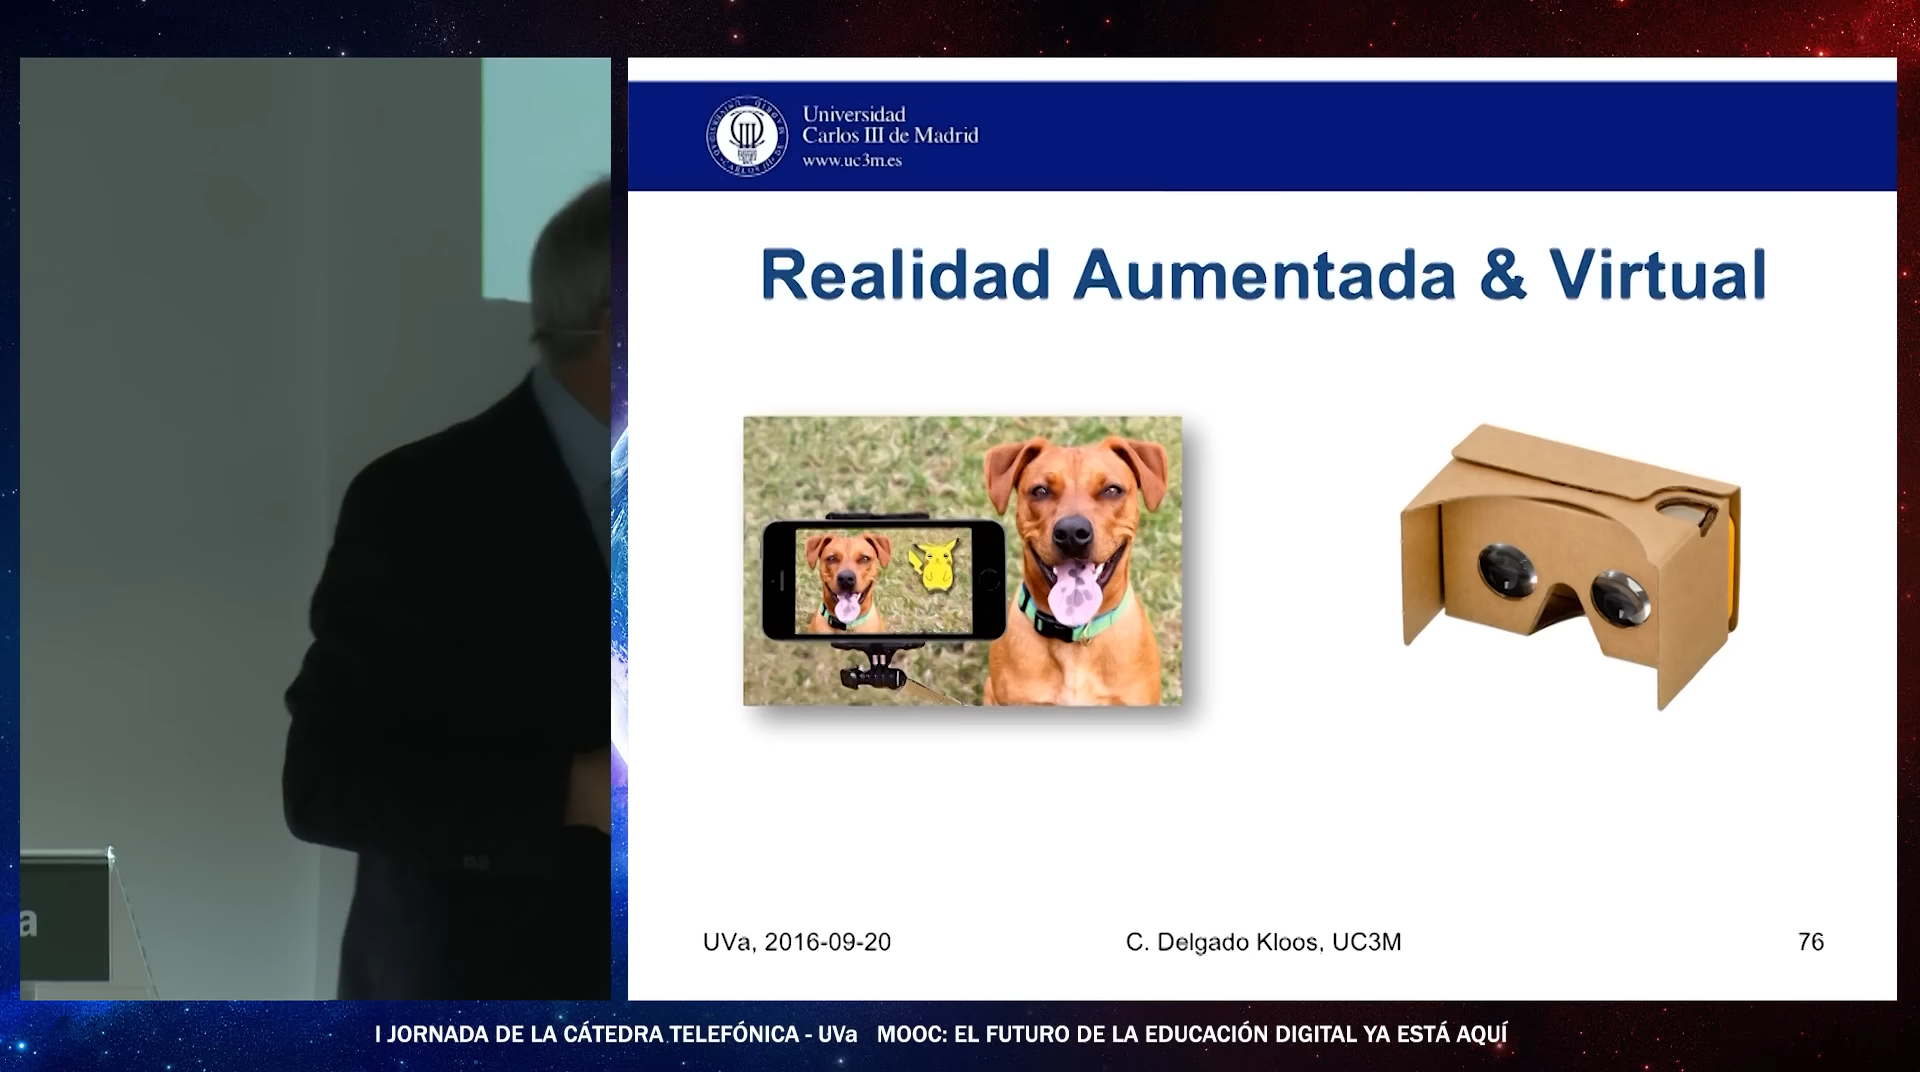 Universidad
Carlos III de Madrid
www.uc3m.es
Realidad Aumentada & Virtual
a
UVa, 2016-09-20
C. Delgado Kloos, UC3M
76
I JORNADA DE LA CÁTEDRA TELEFÓNICA - UVa MOOC: EL FUTURO DE LA EDUCACIÓN DIGITAL YA ESTÁ AQUÍ